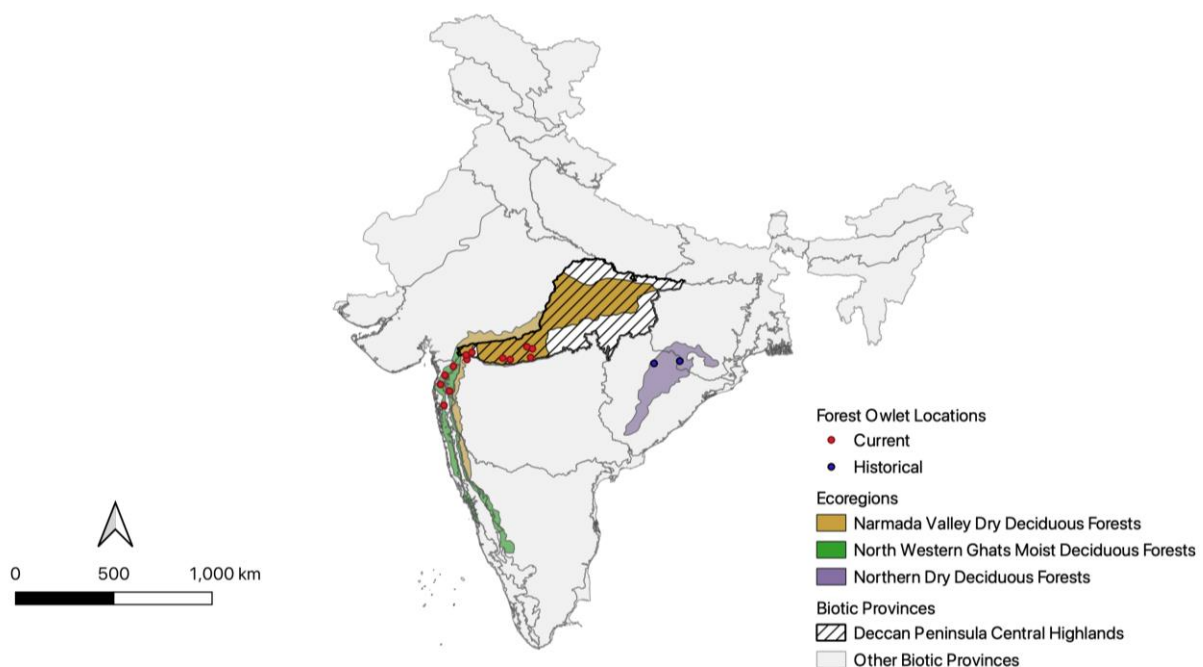 0 500 1,000 km
Forest Owlet Locations
Current
Historical
Ecoregions
Narmada Valley Dry Deciduous Forests
North Western Ghats Moist Deciduous Forests
Northern Dry Deciduous Forests
Biotic Provinces
Deccan Peninsula Central Highlands
Other Biotic Provinces